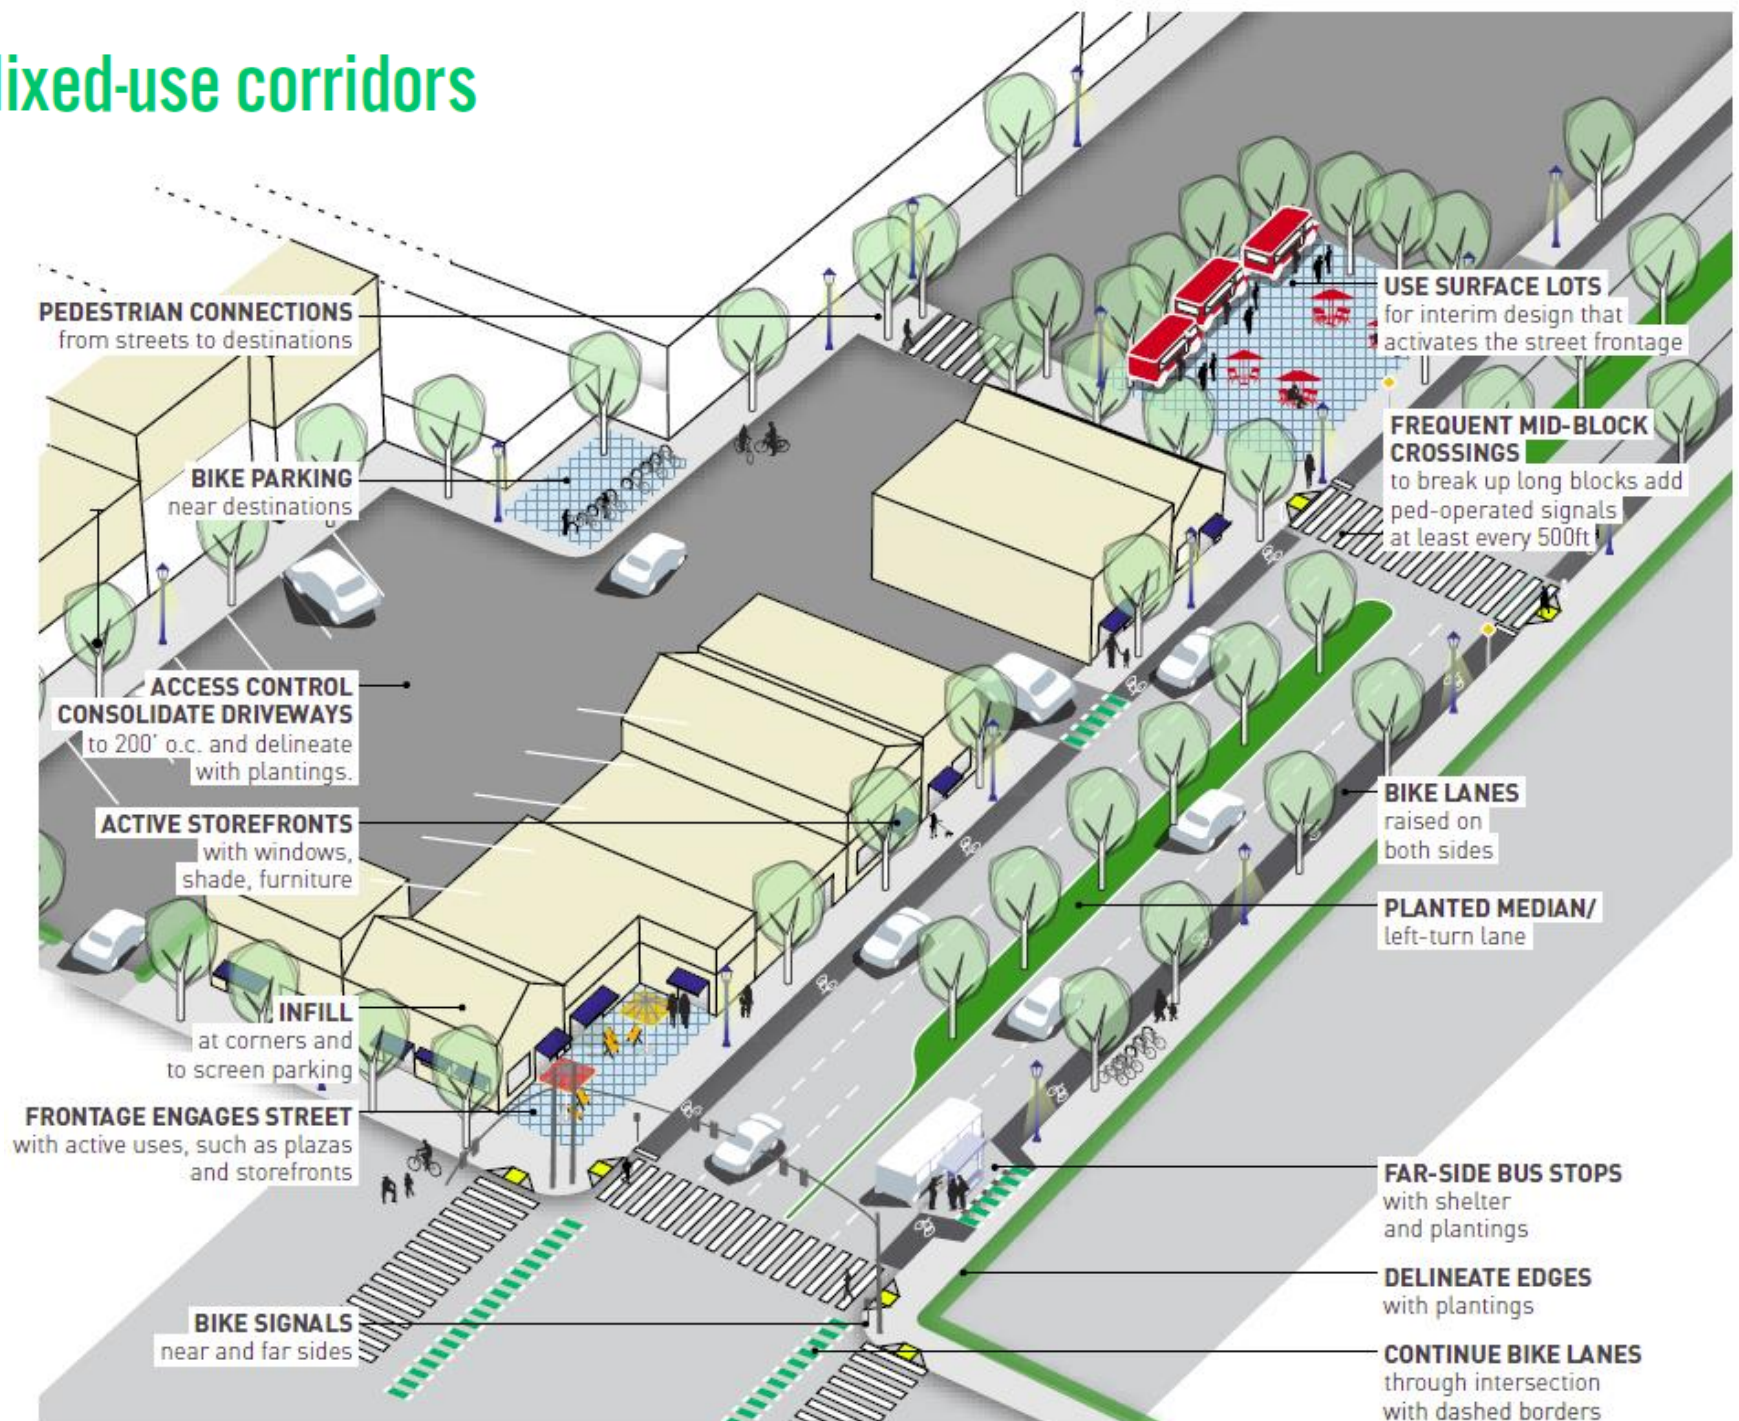 ixed-use corridors
PEDESTRIAN CONNECTIONS
from streets to destinations
BIKE PARKING
near destinations
ACCESS CONTROL
CONSOLIDATE DRIVEWAYS
to 200' o.c. and delineate
with plantings.
ACTIVE STOREFRONTS
with windows,
shade, furniture
INFILL
at corners and
to screen parking
FRONTAGE ENGAGES STREET
with active uses, such as plazas
and storefronts
BIKE SIGNALS
near and far sides
USE SURFACE LOTS
for interim design that
activates the street frontage
FREQUENT MID-BLOCK
CROSSINGS
to break up long blocks add
ped-operated signals
at least every 500ft
BIKE LANES
raised on
both sides
PLANTED MEDIAN/
left-turn lane
FAR-SIDE BUS STOPS
with shelter
and plantings
DELINEATE EDGES
with plantings
CONTINUE BIKE LANES
through intersection
with dashed borders